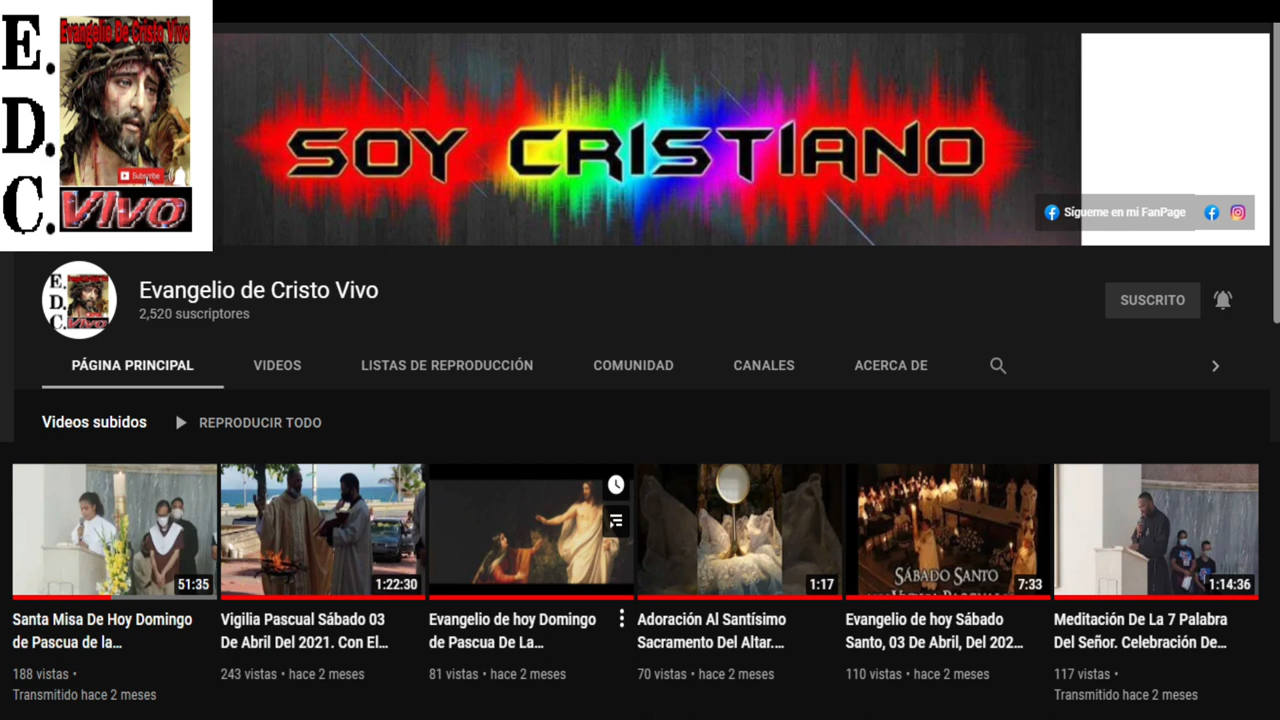 E.
D.
C.
Evangelio De Cristo Vivo
Subscribe
Vivo
SOY CRISTIANO
Sígueme en mi FanPage
E.
D.
C.
Vivo
Evangelio de Cristo Vivo
2,520 suscriptores
SUSCRITO
PÁGINA PRINCIPAL
VIDEOS
LISTAS DE REPRODUCCIÓN
COMUNIDAD
CANALES
ACERCA DE
Videos subidos
REPRODUCIR TODO
51:35
1:22:30
1:17
SÁBADO SANTO
7:33
1:14:36
Santa Misa De Hoy Domingo
de Pascua de la...
188 vistas •
Transmitido hace 2 meses
Vigilia Pascual Sábado 03
De Abril Del 2021. Con El...
243 vistas • hace 2 meses
Evangelio de hoy Domingo
de Pascua De La...
81 vistas • hace 2 meses
Adoración Al Santísimo
Sacramento Del Altar....
70 vistas • hace 2 meses
Evangelio de hoy Sábado
Santo, 03 De Abril, Del 202...
110 vistas • hace 2 meses
Meditación De La 7 Palabra
Del Señor. Celebración De...
117 vistas •
Transmitido hace 2 meses